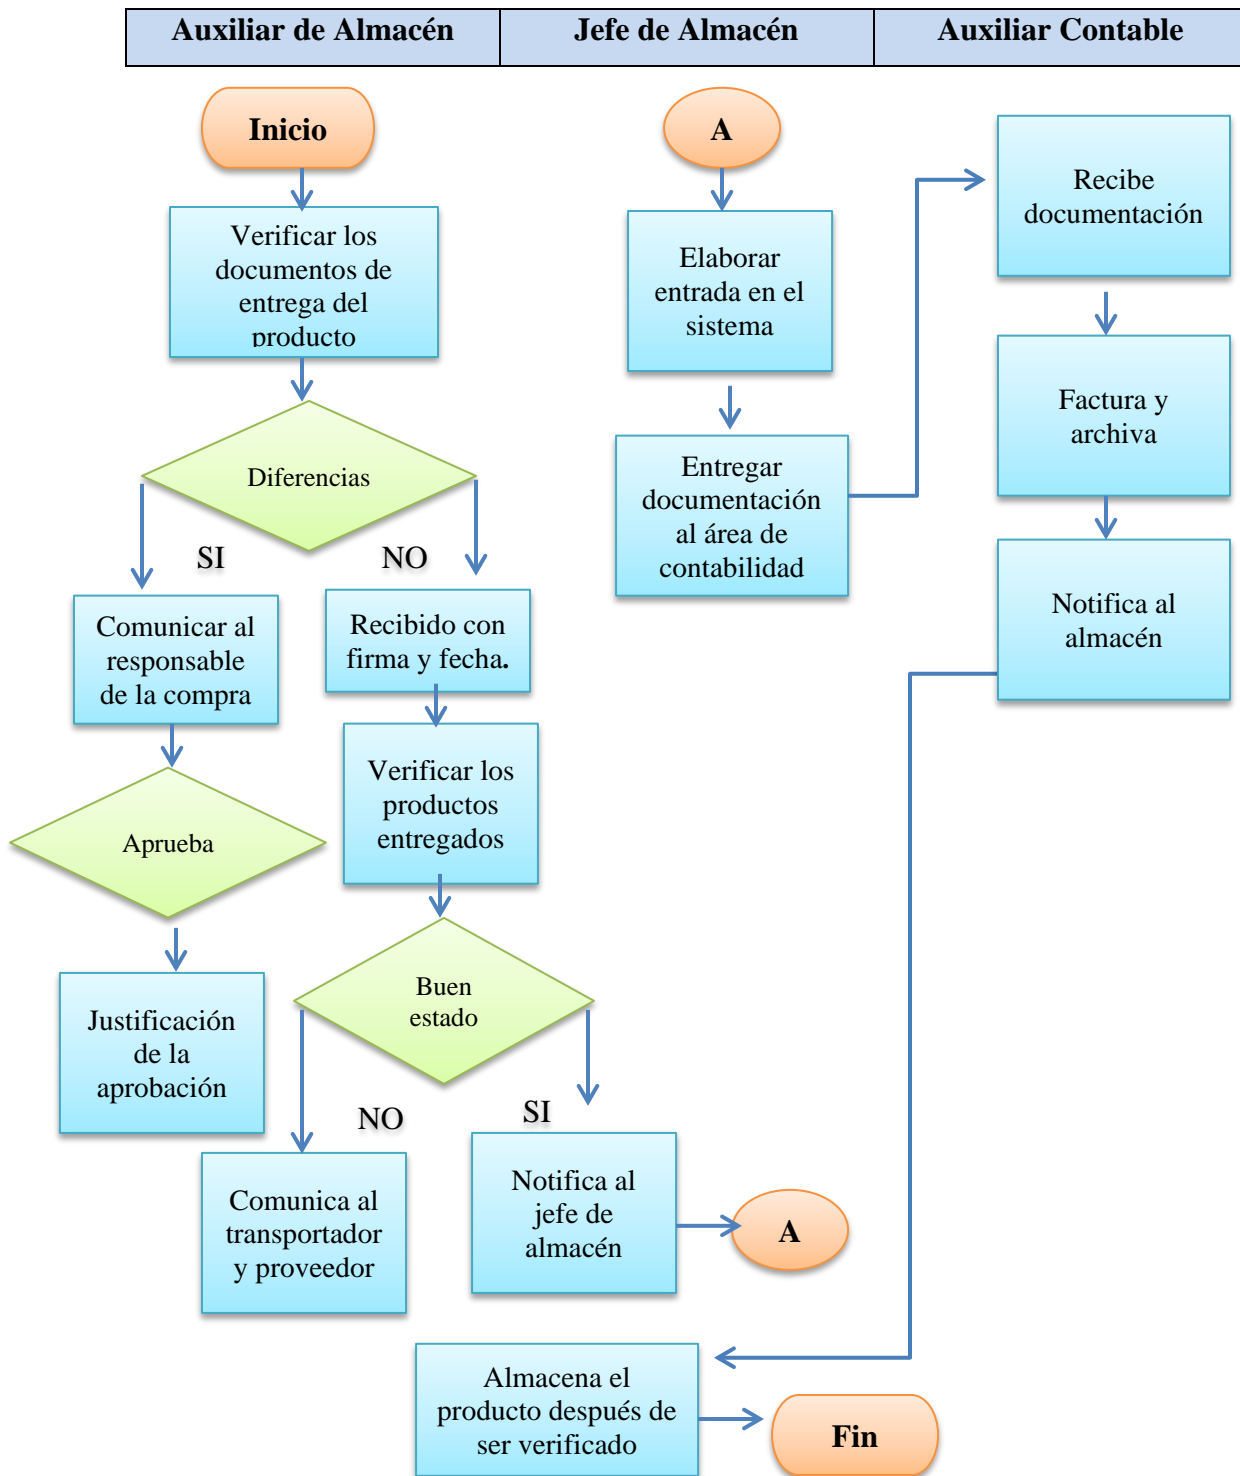 Auxiliar de Almacén
Jefe de Almacén
Auxiliar Contable
Inicio
Verificar los
documentos de
entrega del
producto
Diferencias
SI
NO
Comunicar al
responsable
de la compra
Recibido con
firma y fecha.
Aprueba
Verificar los
productos
entregados
Justificación
de la
aprobación
Buen
estado
NO
SI
Comunica al
transportador
y proveedor
Notifica al
jefe de
almacén
A
A
Elaborar
entrada en el
sistema
Entregar
documentación
al área de
contabilidad
Recibe
documentación
Factura y
archiva
Notifica al
almacén
Almacena el
producto después de
ser verificado
Fin